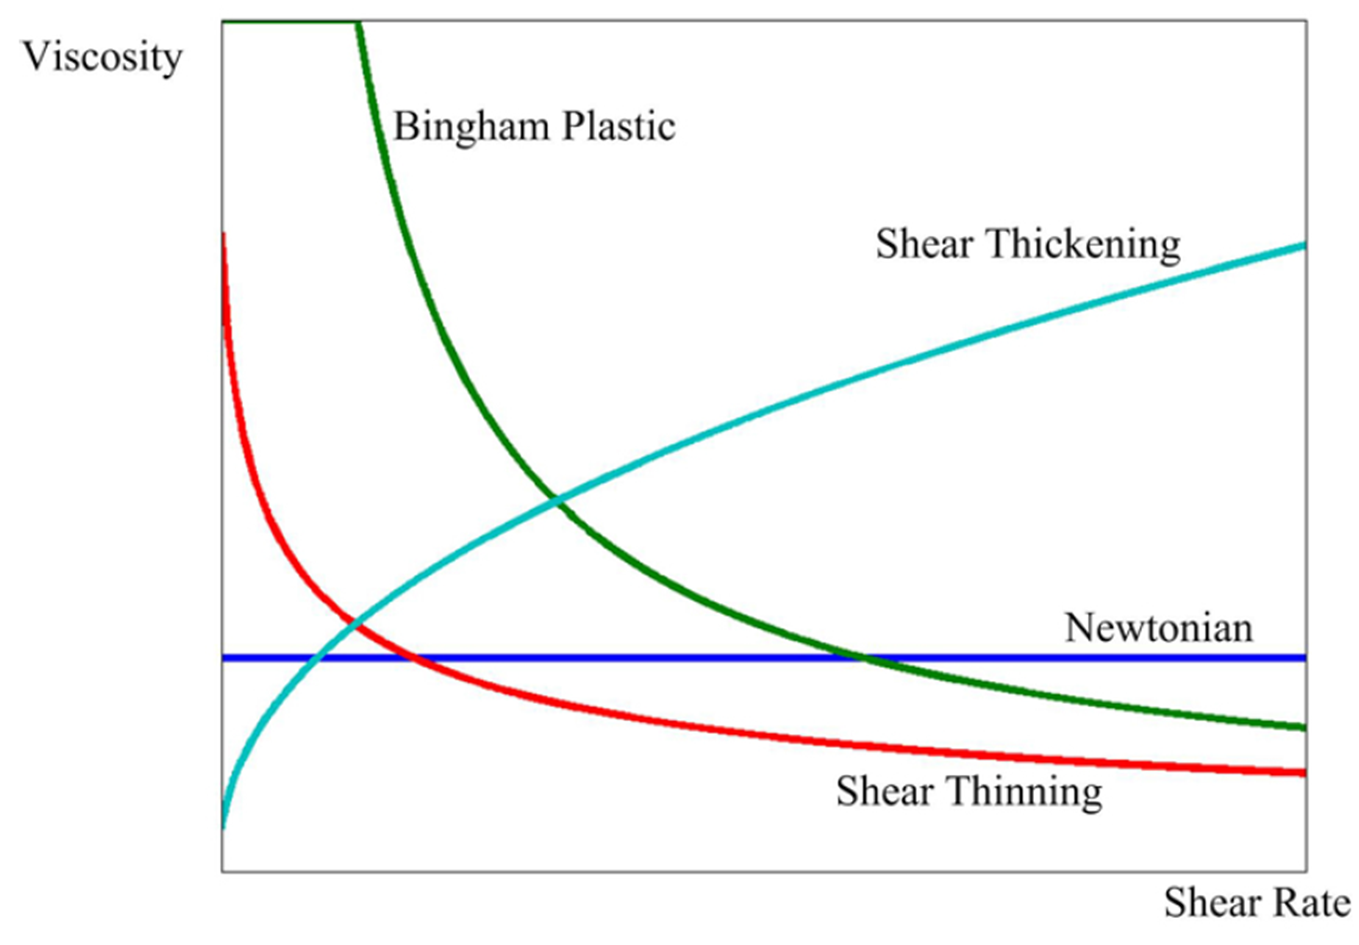 Viscosity
Bingham Plastic
Shear Thickening
Newtonian
Shear Thinning
Shear Rate